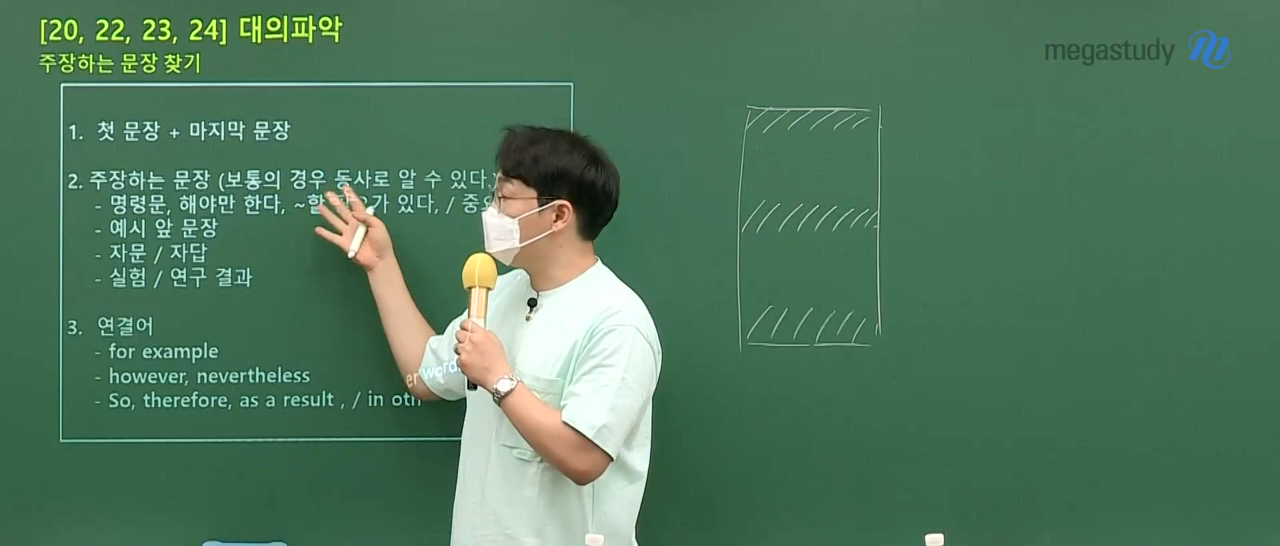 [20, 22, 23, 24] 대의파악
주장하는 문장 찾기
megastudy
1. 첫 문장 + 마지막 문장
2. 주장하는 문장 (보통의 경우 동사로 알 수 있다.)
- 명령문, 해야만 한다, ~할 있다, /
- 예시 앞 문장
- 자문 / 자답
- 실험 / 연구 결과
3. 연결어
- for example
- however, nevertheless
- So, therefore, as a result , / in